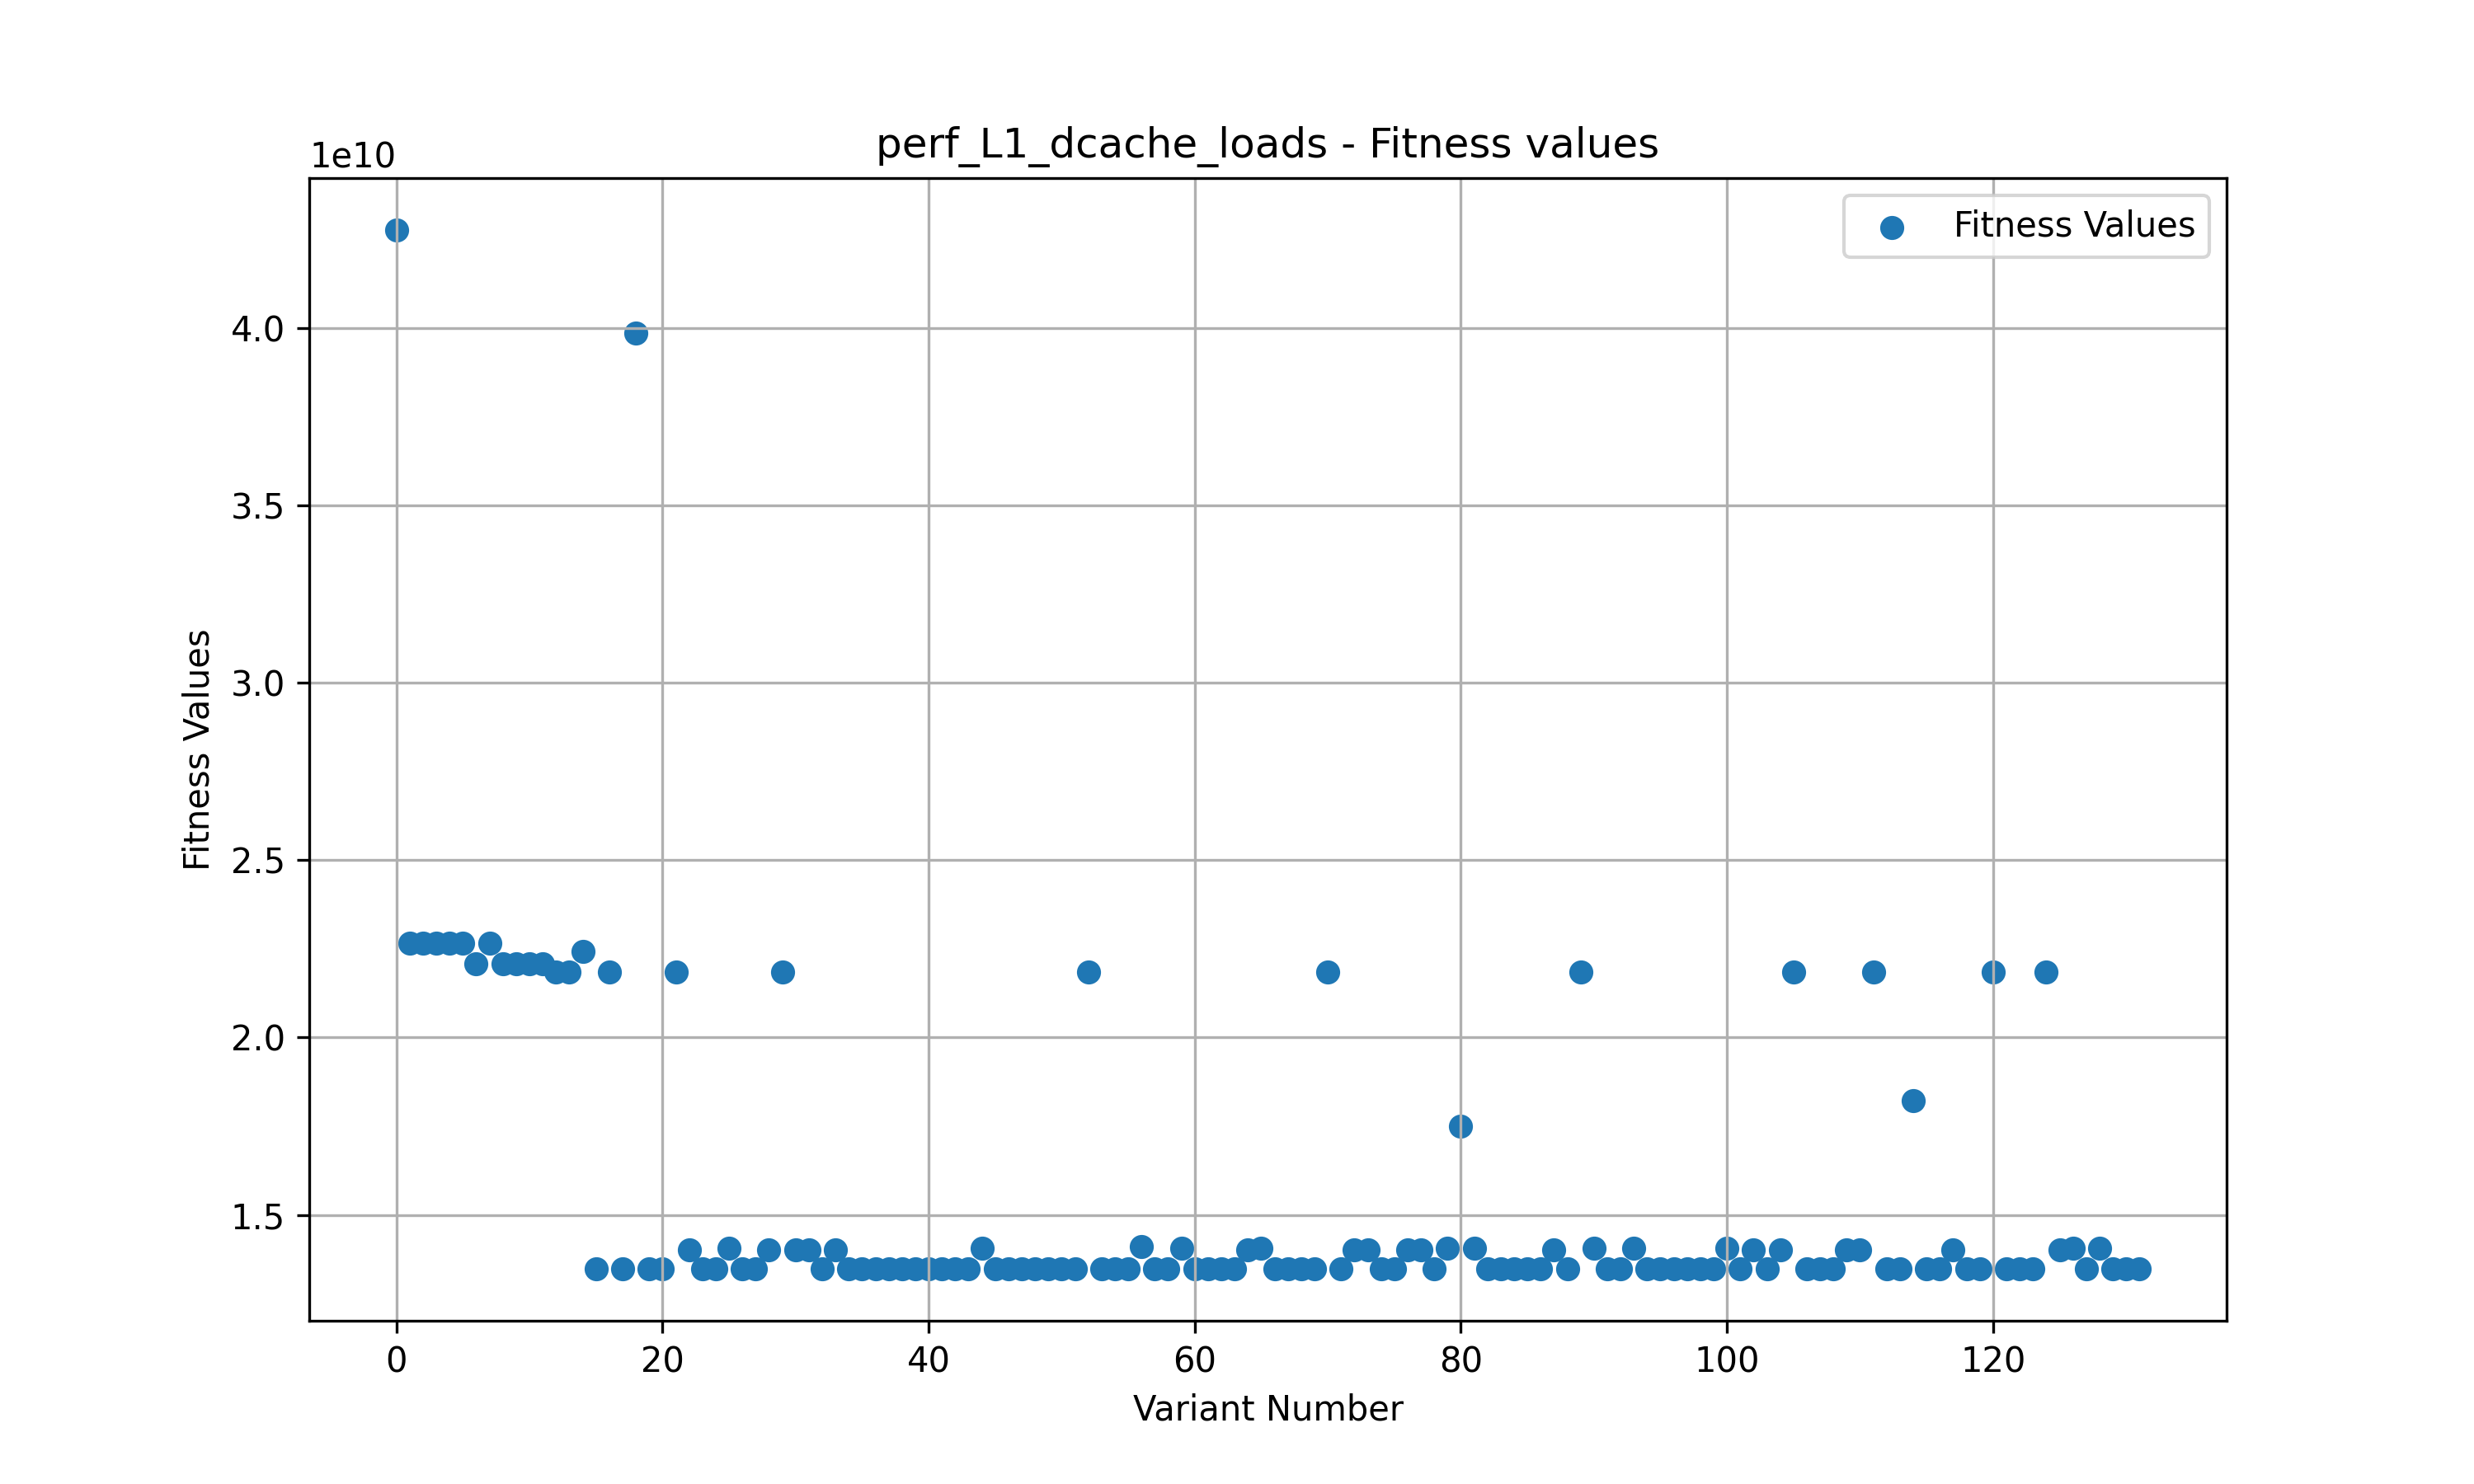 perf_L1_dcache_loads - Fitness values
1e10
Fitness Values
4.0
3.5
3.0
2.5
2.0
1.5
Fitness Values
0 20 40 60 80 100 120
Variant Number